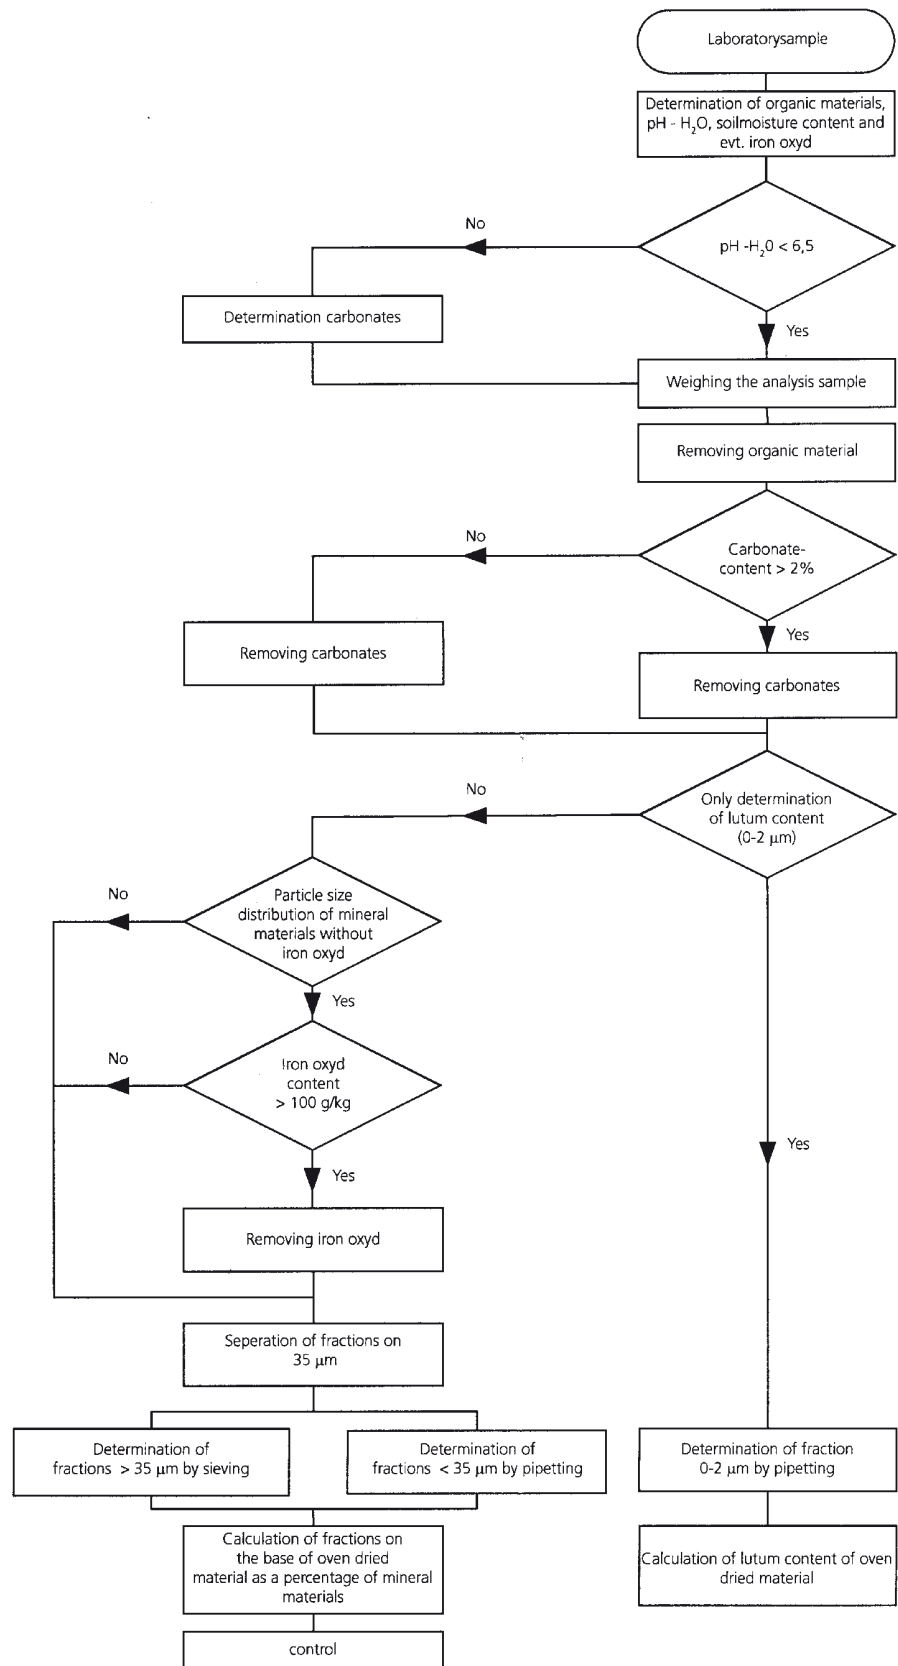 Laboratorysample
Determination of organic materials,
pH - H₂O, soilmoisture content and
evt. iron oxyd
No
pH -H₂0 < 6,5
Determination carbonates
Yes
Weighing the analysis sample
Removing organic material
No
Carbonate-
content > 2%
Yes
Removing carbonates
Removing carbonates
No
Only determination
of lutum content
(0-2 μm)
No
Particle size
distribution of mineral
materials without
iron oxyd
Yes
No
Iron oxyd
content
> 100 g/kg
Yes
Yes
Removing iron oxyd
Seperation of fractions on
35 μm
Determination of
fractions > 35 μm by sieving
Determination of
fractions < 35 μm by pipetting
Determination of fraction
0-2 μm by pipetting
Calculation of fractions on
the base of oven dried
material as a percentage of mineral
materials
Calculation of lutum content of oven
dried material
control